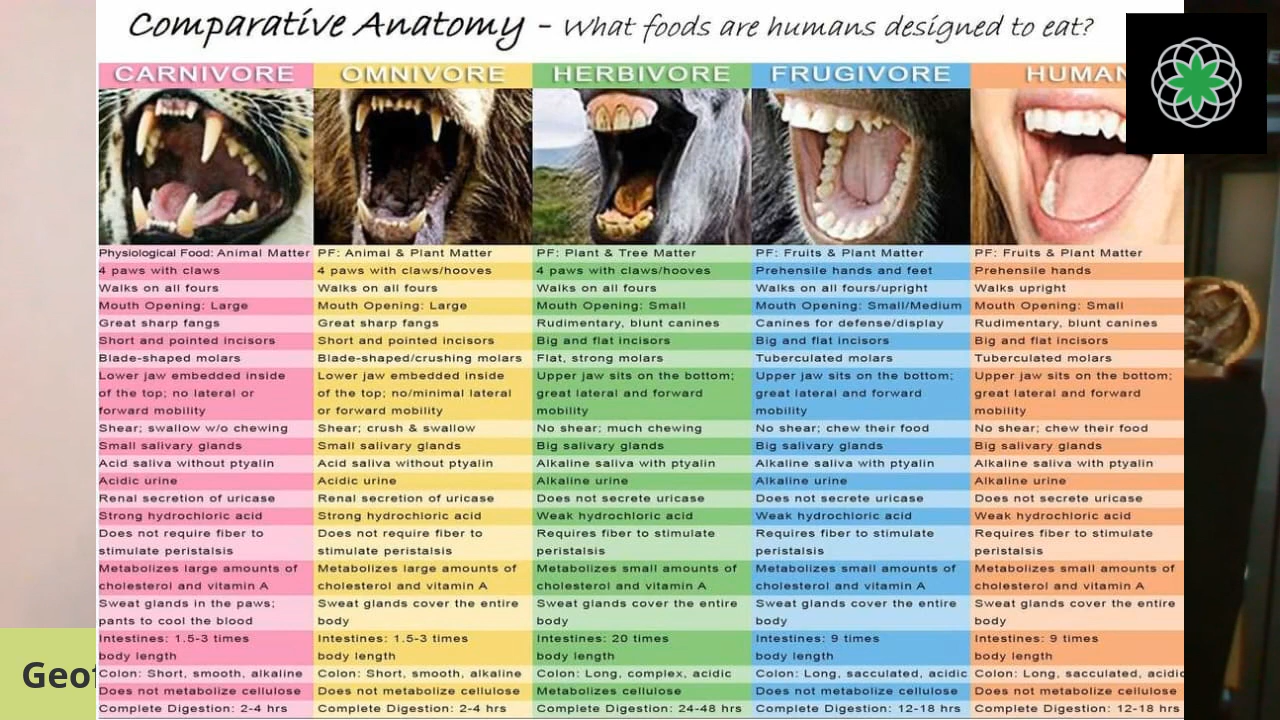 Comparative Anatomy - What foods are humans designed to eat?
CARNIVORE OMNIVORE HERBIVORE FRUGIVORE HUMAN
Physiological Food: Animal Matter PF: Animal & Plant Matter PF: Plant & Tree Matter PF: Fruits & Plant Matter PF: Fruits & Plant Matter
4 paws with claws 4 paws with claws/hooves 4 paws with claws/hooves Prehensile hands and feet Prehensile hands
Walks on all fours Walks on all fours Walks on all fours Walks on all fours/upright Walks upright
Mouth Opening: Large Mouth Opening: Large Mouth Opening: Small Mouth Opening: Small/Medium Mouth Opening: Small
Great sharp fangs Great sharp fangs Rudimentary, blunt canines Canines for defense/display Rudimentary, blunt canines
Short and pointed incisors Short and pointed incisors Big and flat incisors Big and flat incisors Big and flat incisors
Blade-shaped molars Blade-shaped/crushing molars Flat, strong molars Tuberculated molars Tuberculated molars
Lower jaw embedded inside Lower jaw embedded inside Upper jaw sits on the bottom; Upper jaw sits on the bottom; Upper jaw sits on the bottom;
of the top; no lateral or of the top; no/minimal lateral great lateral and forward great lateral and forward great lateral and forward
forward mobility or forward mobility mobility mobility mobility
Shear; swallow w/o chewing Shear; crush & swallow No shear; much chewing No shear; chew their food No shear; chew their food
Small salivary glands Small salivary glands Big salivary glands Big salivary glands Big salivary glands
Acid saliva without ptyalin Acid saliva without ptyalin Alkaline saliva with ptyalin Alkaline saliva with ptyalin Alkaline saliva with ptyalin
Acidic urine Acidic urine Alkaline urine Alkaline urine Alkaline urine
Renal secretion of uricase Renal secretion of uricase Does not secrete uricase Does not secrete uricase Does not secrete uricase
Strong hydrochloric acid Strong hydrochloric acid Weak hydrochloric acid Weak hydrochloric acid Weak hydrochloric acid
Does not require fiber to Does not require fiber to Requires fiber to stimulate Requires fiber to stimulate Requires fiber to stimulate
stimulate peristalsis stimulate peristalsis peristalsis peristalsis peristalsis
Metabolizes large amounts of Metabolizes large amounts of Metabolizes small amounts of Metabolizes small amounts of Metabolizes small amounts of
cholesterol and vitamin A cholesterol and vitamin A cholesterol and vitamin A cholesterol and vitamin A cholesterol and vitamin A
Sweat glands in the paws; Sweat glands cover the entire Sweat glands cover the entire Sweat glands cover the entire Sweat glands cover the entire
pants to cool the blood body body body body
Intestines: 1.5-3 times Intestines: 1.5-3 times Intestines: 20 times Intestines: 9 times Intestines: 9 times
body length body length body length body length body length
Colon: Short, smooth, alkaline Colon: Short, smooth, alkaline Colon: Long, complex, acidic Colon: Long, sacculated, acidic Colon: Long, sacculated, acidic
Does not metabolize cellulose Does not metabolize cellulose Metabolizes cellulose Does not metabolize cellulose Does not metabolize cellulose
Complete Digestion: 2-4 hrs Complete Digestion: 2-4 hrs Complete Digestion: 24-48 hrs Complete Digestion: 12-18 hrs Complete Digestion: 12-18 hrs
Geof